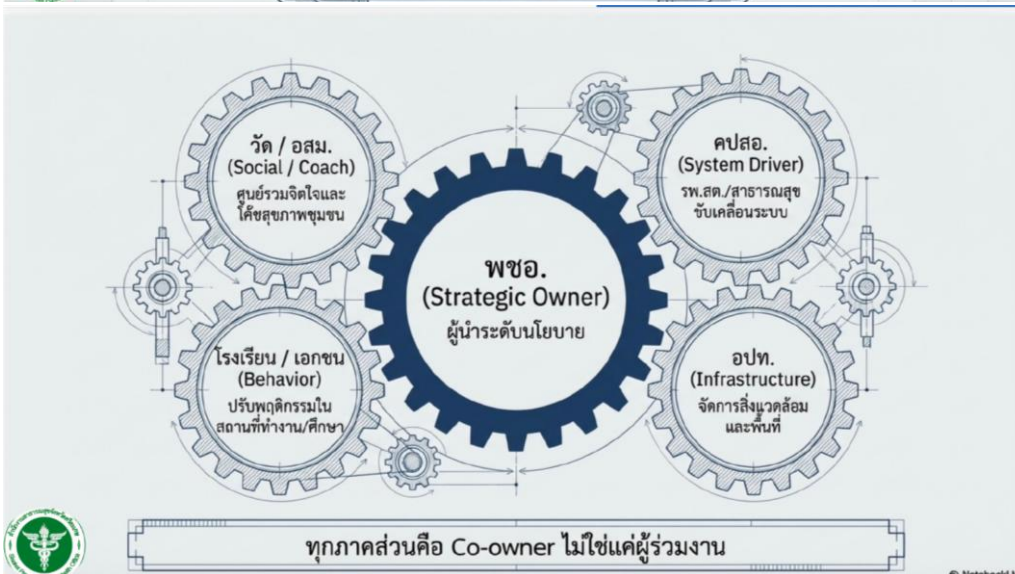 วัด / อสม.
(Social / Coach)
ศูนย์รวมจิตใจและ
โค้ชสุขภาพชุมชน
คปสอ.
(System Driver)
รพ.สต./สาธารณสุข
ขับเคลื่อนระบบ
พชอ.
(Strategic Owner)
ผู้นำระดับนโยบาย
โรงเรียน / เอกชน
(Behavior)
ปรับพฤติกรรมใน
สถานที่ทำงาน/ศึกษา
อปท.
(Infrastructure)
จัดการสิ่งแวดล้อม
และพื้นที่
ทุกภาคส่วนคือ Co-owner ไม่ใช่แค่ผู้ร่วมงาน